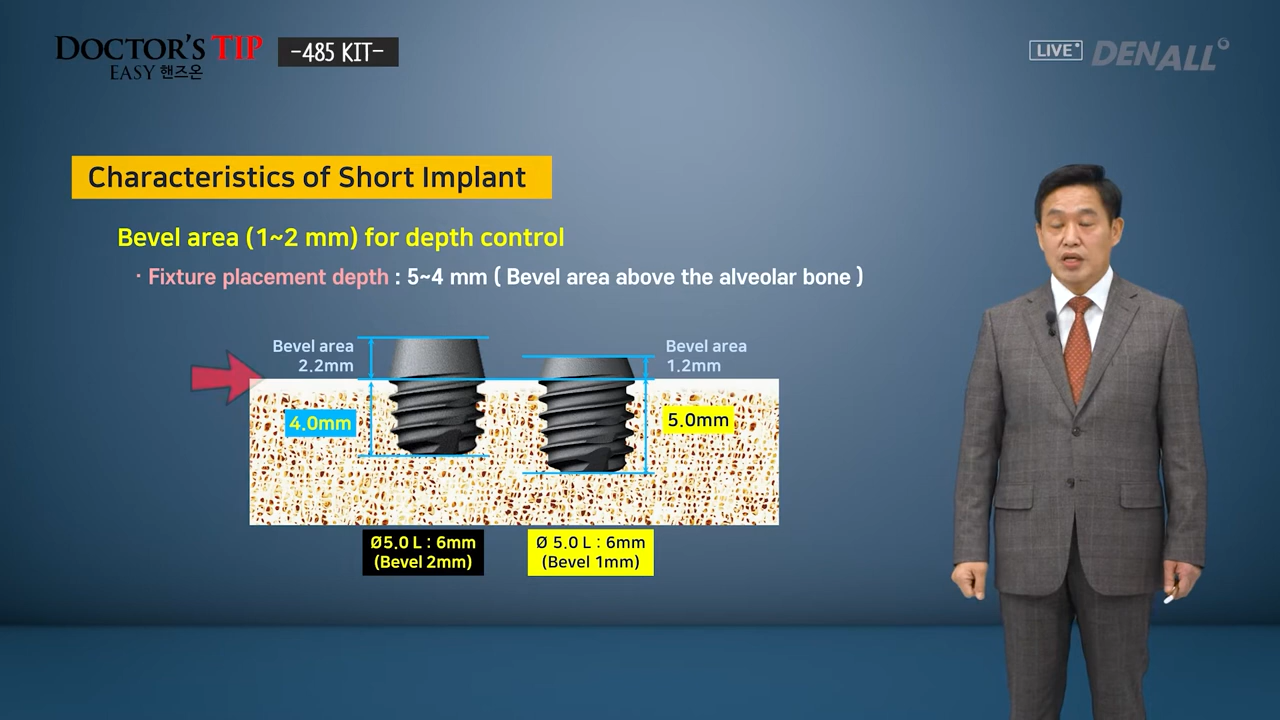 DOCTOR'S TIP
EASY 핸즈온
-485 KIT-
LIVE
DENALL
Characteristics of Short Implant
Bevel area (1~2 mm) for depth control
· Fixture placement depth : 5~4 mm ( Bevel area above the alveolar bone )
Bevel area
2.2mm
Bevel area
1.2mm
4.0mm
5.0mm
Ø5.0 L : 6mm
(Bevel 2mm)
Ø 5.0 L : 6mm
(Bevel 1mm)